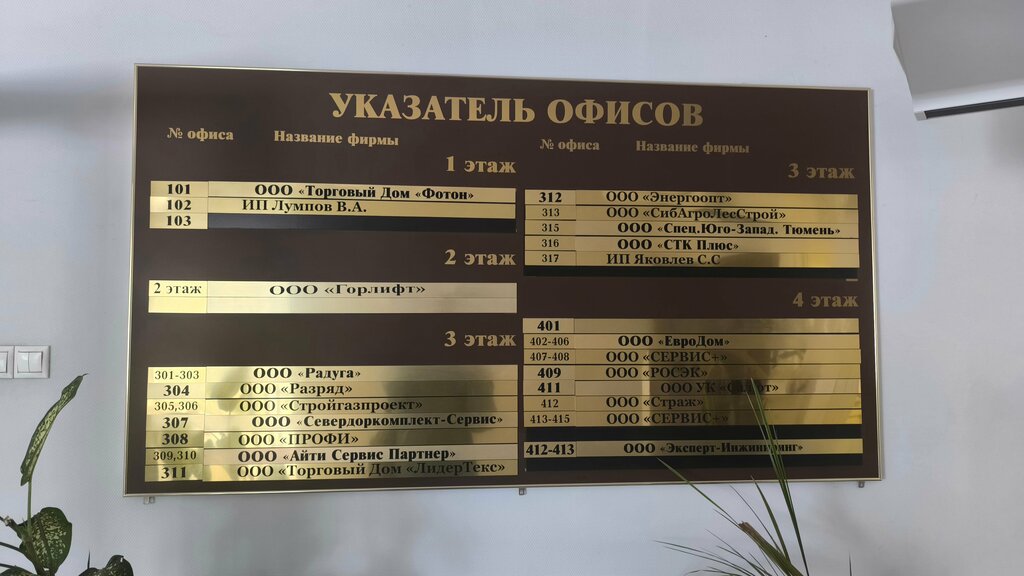 УКАЗАТЕЛЬ ОФИСОВ
№ офиса Название фирмы
1 этаж
101 ООО «Торговый Дом «Фотон»
102 ИП Лумпов В.А.
103
2 этаж
2 этаж ООО «Горлифт»
3 этаж
301-303 ООО «Радуга»
304 ООО «Разряд»
305,306 ООО «Стройгазпроект»
307 ООО «Севердоркомплект-Сервис»
308 ООО «ПРОФИ»
309,310 ООО «Айти Сервис Партнер»
311 ООО «Торговый Дом «ЛидерТекс»
№ офиса Название фирмы
3 этаж
312 ООО «Энергоопт»
313 ООО «СибАгроЛесСтрой»
315 ООО «Спец.Юго-Запад. Тюмень»
316 ООО «СТК Плюс»
317 ИП Яковлев С.С
4 этаж
401
402-406 ООО «ЕвроДом»
407-408 ООО «СЕРВИС+»
409 ООО «РОСЭК»
411 ООО УК
412 ООО «Страж»
413-415 ООО «СЕРВИС+»
412-413 ООО «Эксперт-Инжиниринг»